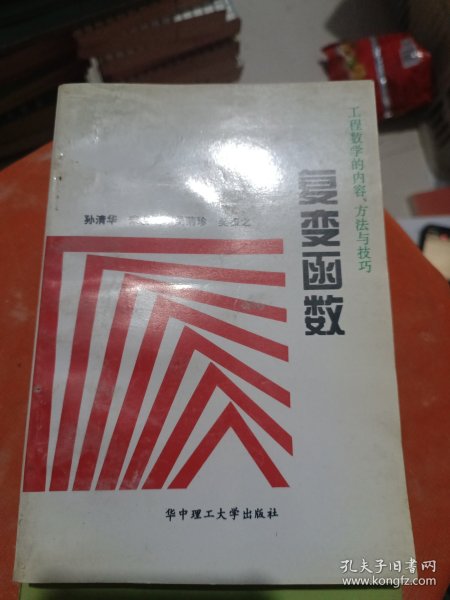 工程数学的内容、方法与技巧
复变函数
孙清华
华中理工大学出版社
孔夫子旧书网
www.kongfz.com